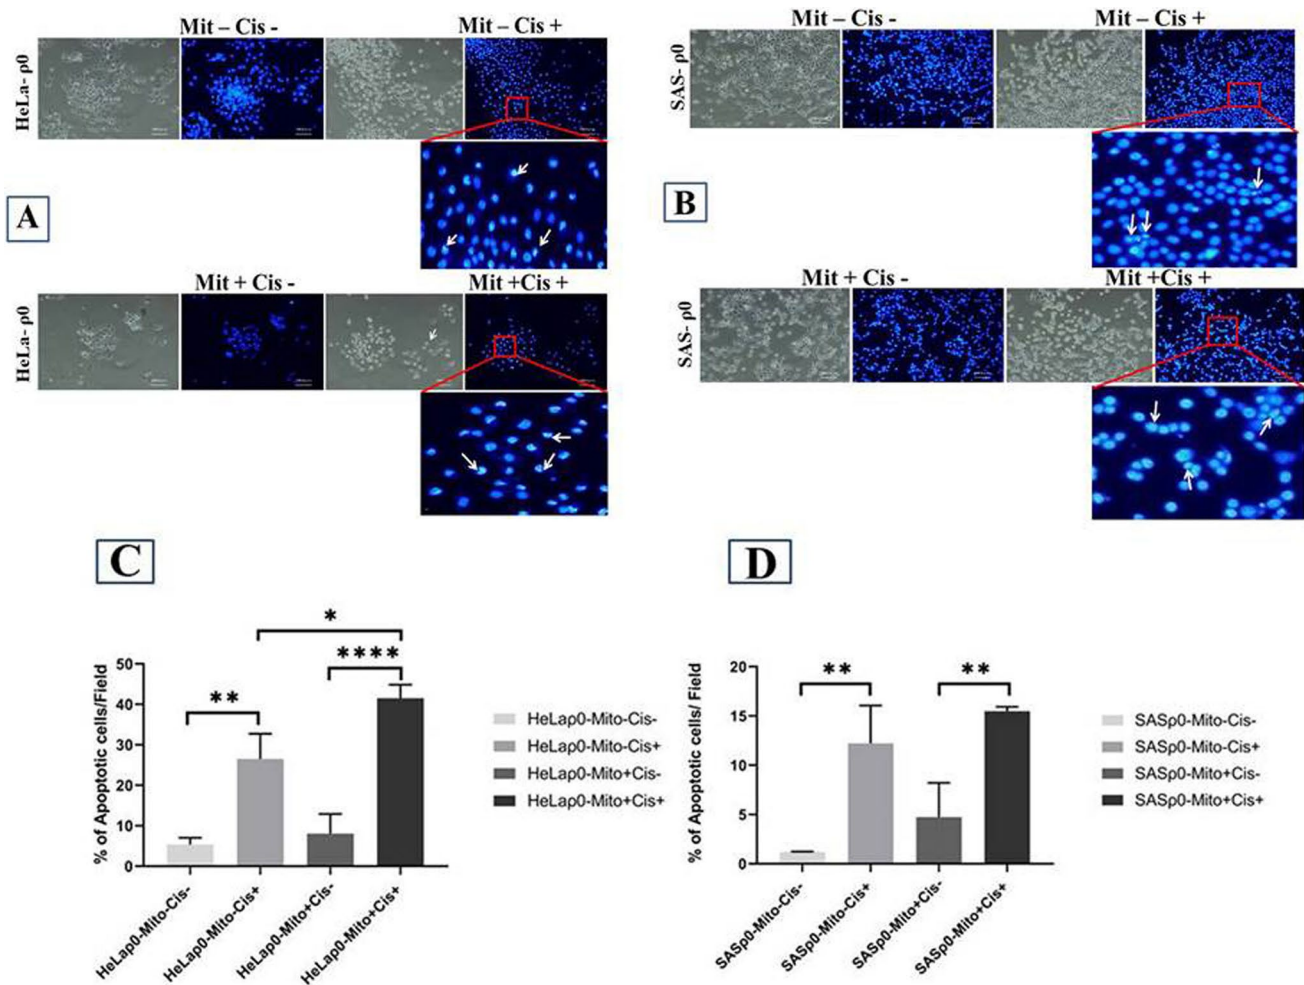 Mit – Cis -
Mit – Cis +
HeLa- ρ0
A
Mit + Cis -
Mit +Cis +
HeLa- ρ0
Mit – Cis -
Mit – Cis +
SAS- ρ0
B
Mit + Cis -
Mit +Cis +
SAS- ρ0
C
% of Apoptotic cells/Field
50
40
30
20
10
0
**
*
****
HeLaρ0-Mito-Cis-
HeLaρ0-Mito-Cis+
HeLaρ0-Mito+Cis-
HeLaρ0-Mito+Cis+
HeLaρ0-Mito-Cis-
HeLaρ0-Mito-Cis+
HeLaρ0-Mito+Cis-
HeLaρ0-Mito+Cis+
D
% of Apoptotic cells/ Field
20
15
10
5
0
**
**
SASρ0-Mito-Cis-
SASρ0-Mito-Cis+
SASρ0-Mito+Cis-
SASρ0-Mito+Cis+
SASρ0-Mito-Cis-
SASρ0-Mito-Cis+
SASρ0-Mito+Cis-
SASρ0-Mito+Cis+